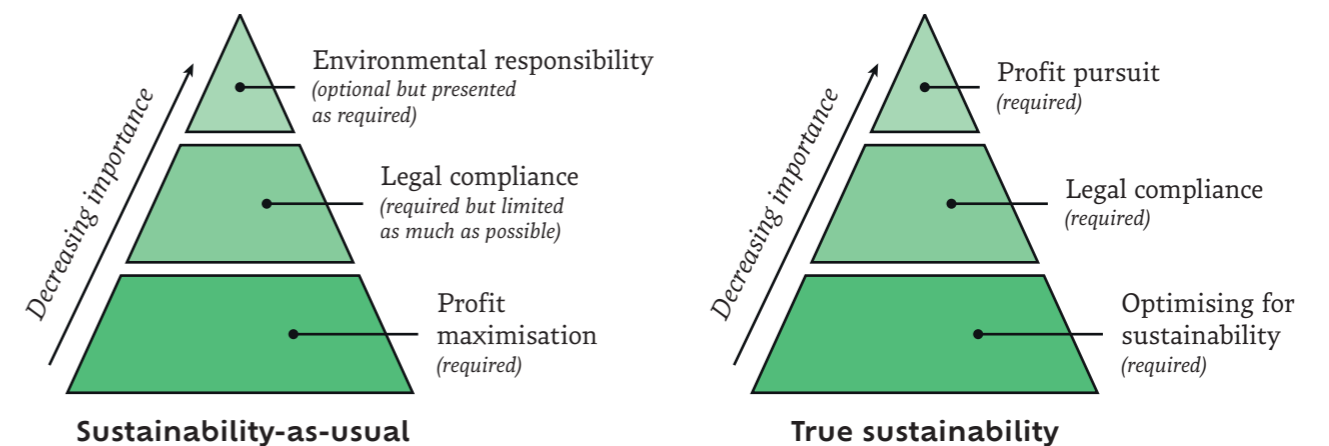 Decreasing importance
Environmental responsibility
(optional but presented
as required)
Legal compliance
(required but limited
as much as possible)
Profit
maximisation
(required)
Sustainability-as-usual
Decreasing importance
Profit pursuit
(required)
Legal compliance
(required)
Optimising for
sustainability
(required)
True sustainability